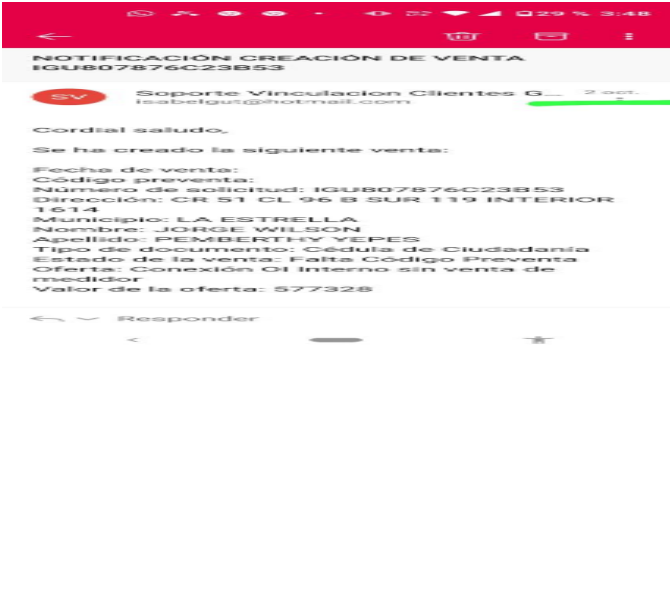 29 % 3:48
NOTIFICACIÓN CREACIÓN DE VENTA
IGU807876C23B53
SV
Soporte Vinculacion Clientes G... 2 oct.
isabelgut@hotmail.com
Cordial saludo,
Se ha creado la siguiente venta:
Fecha de venta:
Código preventa:
Número de solicitud: IGU807876C23B53
Dirección: CR 51 CL 96 B SUR 119 INTERIOR
1614
Municipio: LA ESTRELLA
Nombre: JORGE WILSON
Apellido: PEMBERTHY YEPES
Tipo de documento: Cédula de Ciudadanía
Estado de la venta: Falta Código Preventa
Oferta: Conexión OI Interno sin venta de
medidor
Valor de la oferta: 577328
Responder